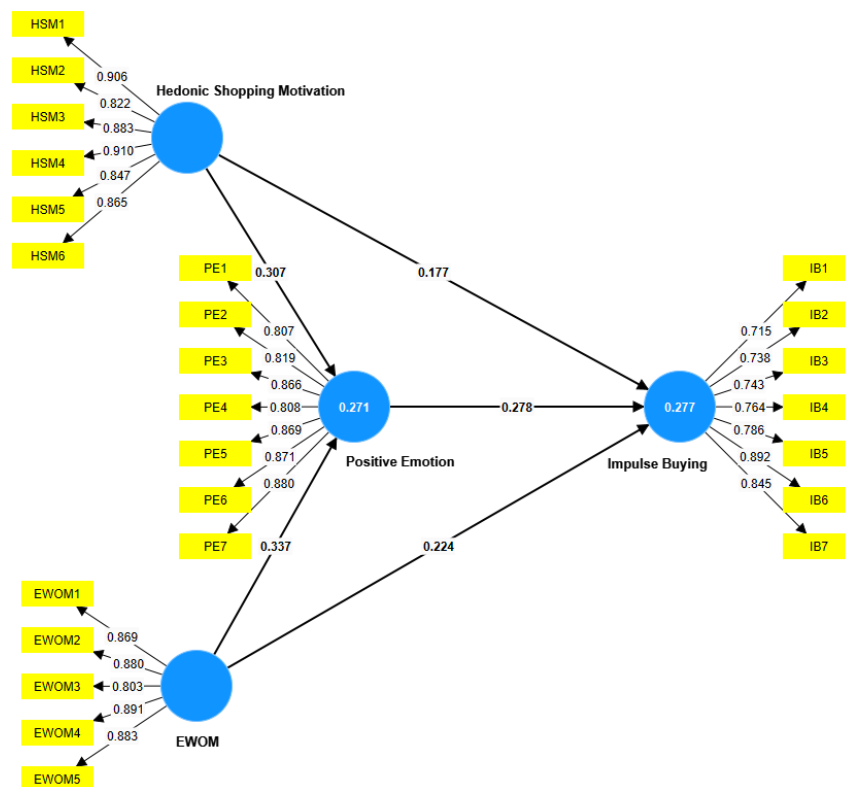 HSM1
HSM2
HSM3
HSM4
HSM5
HSM6
0.906
0.822
0.883
0.910
0.847
0.865
Hedonic Shopping Motivation
0.307
0.177
PE1
PE2
PE3
PE4
PE5
PE6
PE7
0.807
0.819
0.866
0.808
0.869
0.871
0.880
0.271
Positive Emotion
0.278
0.277
Impulse Buying
IB1
IB2
IB3
IB4
IB5
IB6
IB7
0.715
0.738
0.743
0.764
0.786
0.892
0.845
0.337
0.224
EWOM1
EWOM2
EWOM3
EWOM4
EWOM5
0.869
0.880
0.803
0.891
0.883
EWOM